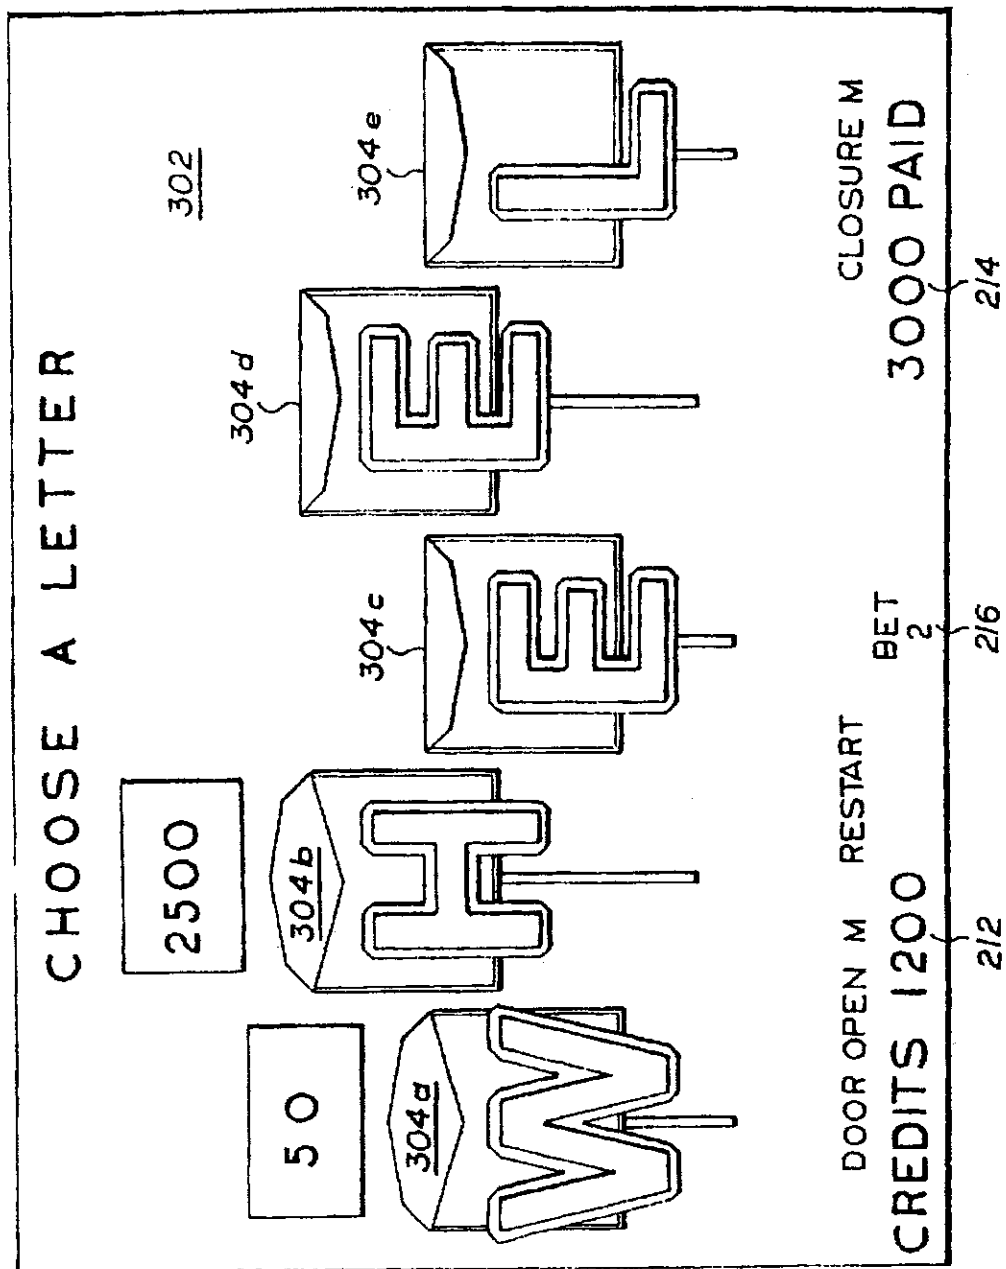 CHOOSE A LETTER
302
2500
50
304a
304b
304c
304d
304e
W
H
E
E
L
DOOR OPEN M RESTART
CLOSURE M
BET
CREDITS 1200
2
3000 PAID
212
216
214